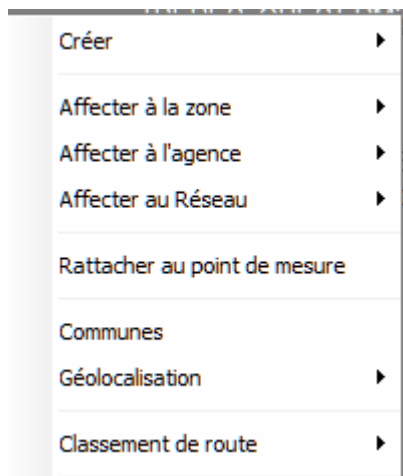 Créer
Affecter à la zone
Affecter à l'agence
Affecter au Réseau
Rattacher au point de mesure
Communes
Géolocalisation
Classement de route